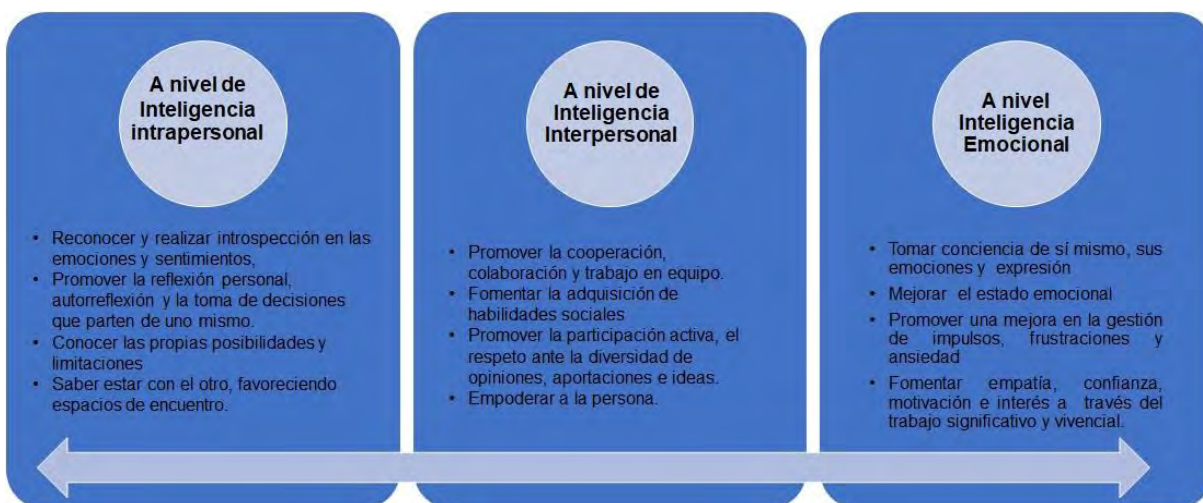 A nivel de
Inteligencia
intrapersonal
• Reconocer y realizar introspección en las
emociones y sentimientos,
• Promover la reflexión personal,
autorreflexión y la toma de decisiones
que parten de uno mismo.
• Conocer las propias posibilidades y
limitaciones
• Saber estar con el otro, favoreciendo
espacios de encuentro.
A nivel de
Inteligencia
Interpersonal
• Promover la cooperación,
colaboración y trabajo en equipo.
• Fomentar la adquisición de
habilidades sociales
• Promover la participación activa, el
respeto ante la diversidad de
opiniones, aportaciones e ideas.
• Empoderar a la persona.
A nivel
Inteligencia
Emocional
• Tomar conciencia de sí mismo, sus
emociones y expresión
• Mejorar el estado emocional
• Promover una mejora en la gestión
de impulsos, frustraciones y
ansiedad
• Fomentar empatía, confianza,
motivación e interés a través del
trabajo significativo y vivencial.